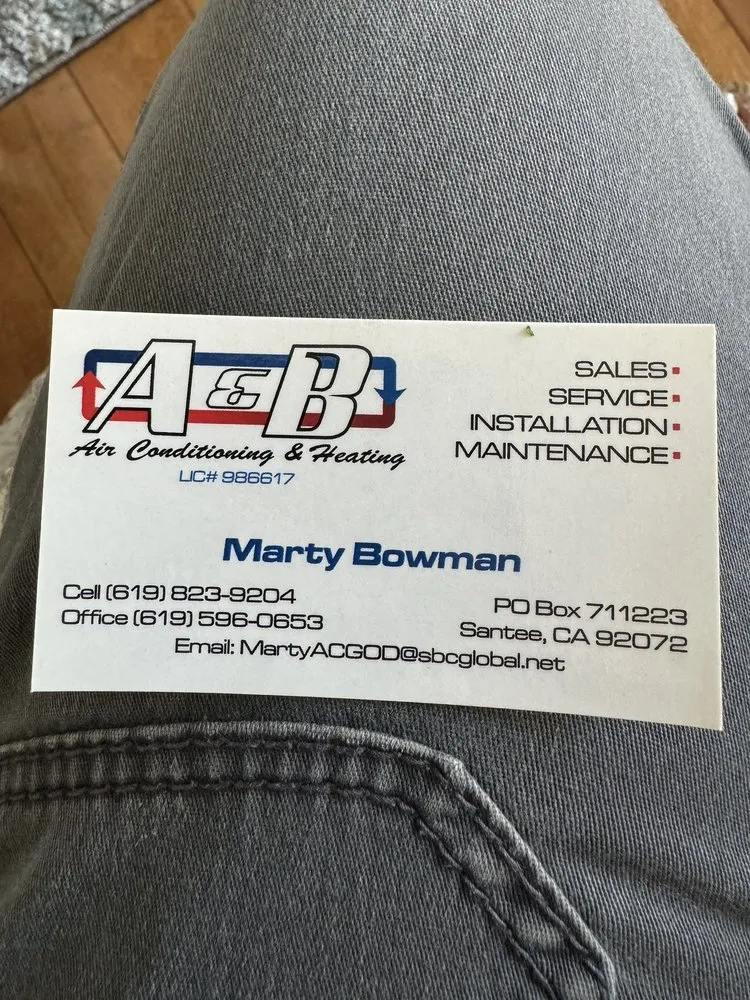 A & B
Air Conditioning & Heating
LIC# 986617
SALES
SERVICE
INSTALLATION
MAINTENANCE
Marty Bowman
Cell (619) 823-9204
Office (619) 596-0653
PO Box 711223
Santee, CA 92072
Email: MartyACGOD@sbcglobal.net